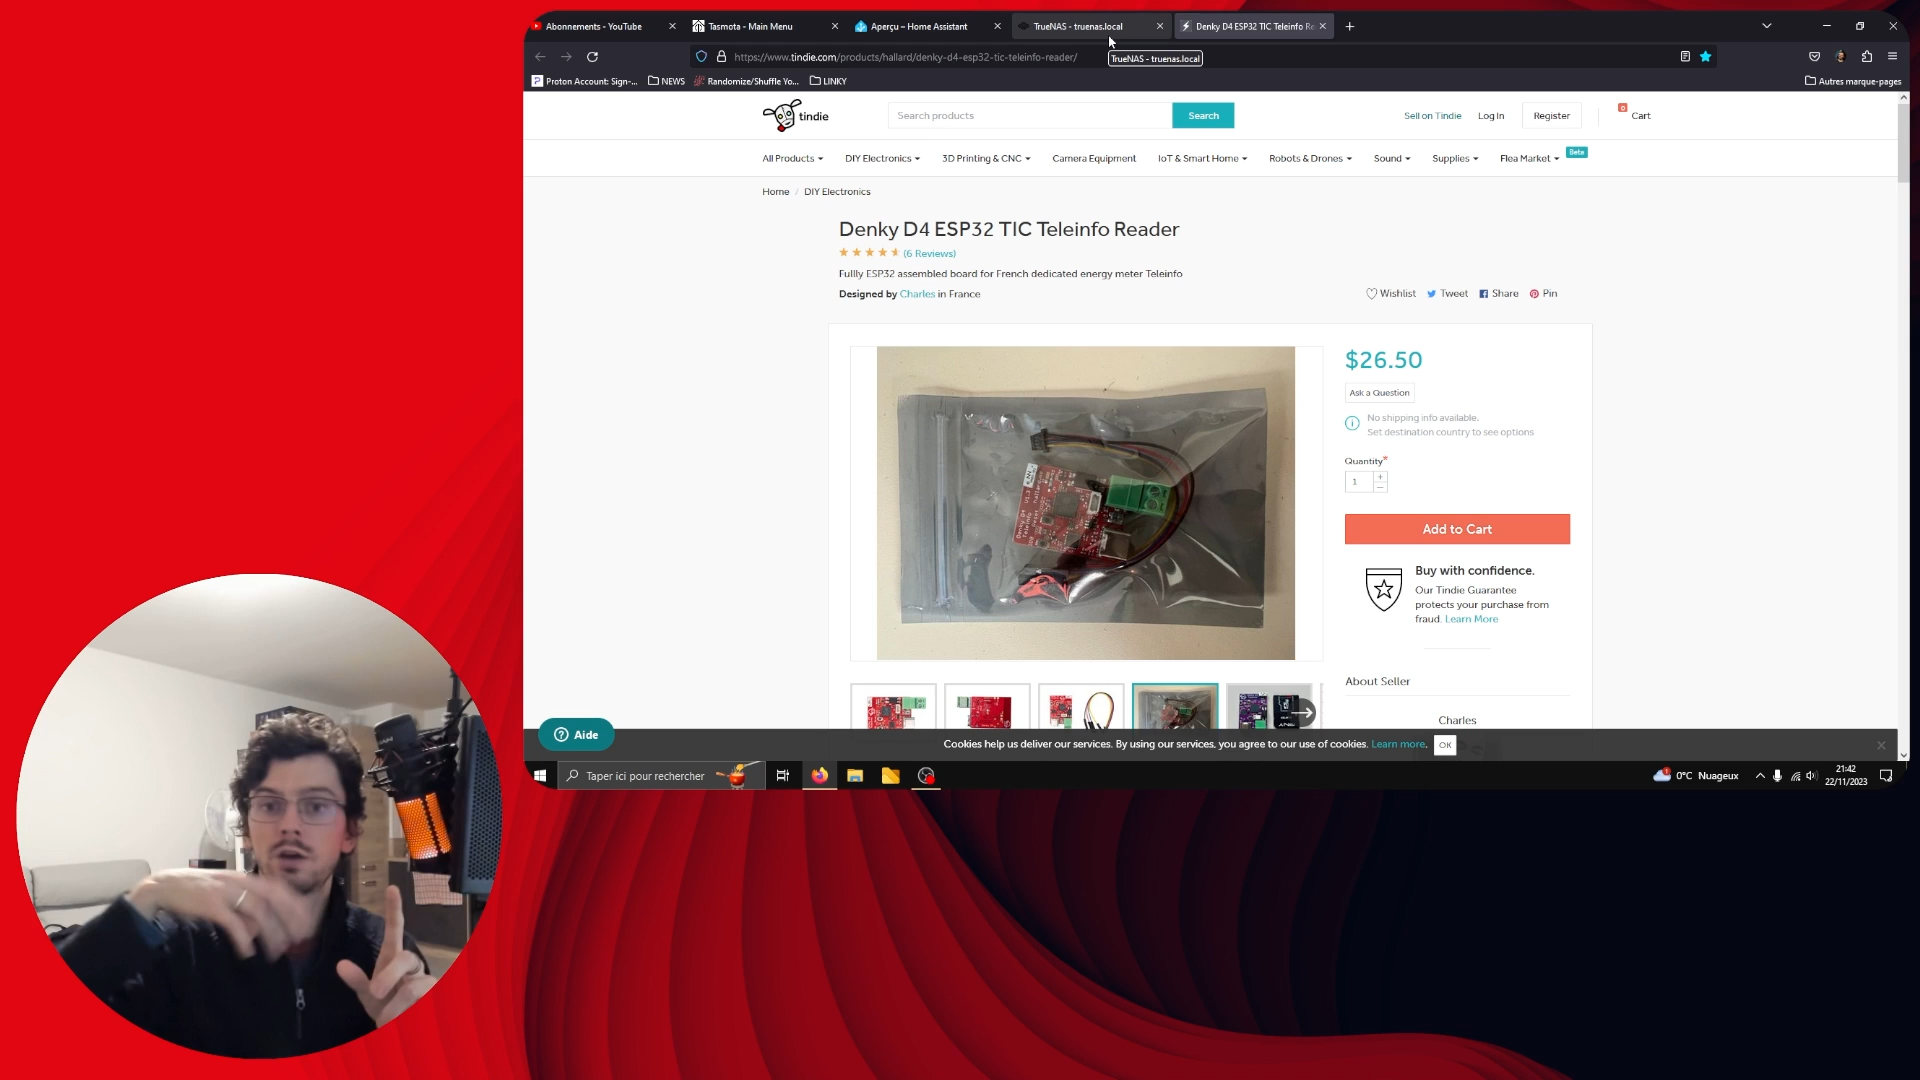 Abonnements - YouTube
Tasmota - Main Menu
Aperçu – Home Assistant
TrueNAS - truenas.local
Denky D4 ESP32 TIC Teleinfo Re
https://www.tindie.com/products/hallard/denky-d4-esp32-tic-teleinfo-reader/
TrueNAS - truenas.local
Proton Account: Sign-...
NEWS
Randomize/Shuffle Yo...
LINKY
Autres marque-pages
tindie
Search products
Search
Sell on Tindie
Log In
Register
0
Cart
All Products
DIY Electronics
3D Printing & CNC
Camera Equipment
IoT & Smart Home
Robots & Drones
Sound
Supplies
Flea Market
Beta
Home / DIY Electronics
Denky D4 ESP32 TIC Teleinfo Reader
(6 Reviews)
Fullly ESP32 assembled board for French dedicated energy meter Teleinfo
Designed by Charles in France
Wishlist
Tweet
Share
Pin
$26.50
Ask a Question
No shipping info available.
Set destination country to see options
Quantity*
1
Add to Cart
Buy with confidence.
Our Tindie Guarantee
protects your purchase from
fraud. Learn More
About Seller
Charles
Aide
Cookies help us deliver our services. By using our services, you agree to our use of cookies. Learn more.
OK
Taper ici pour rechercher
0°C Nuageux
21:42
22/11/2023